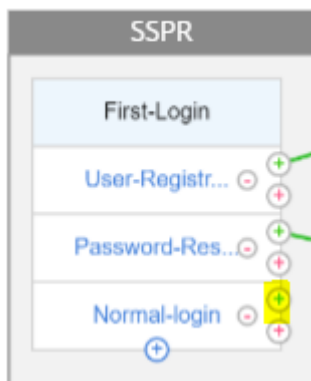 SSPR
First-Login
User-Registr...
Password-Res...
Normal-login